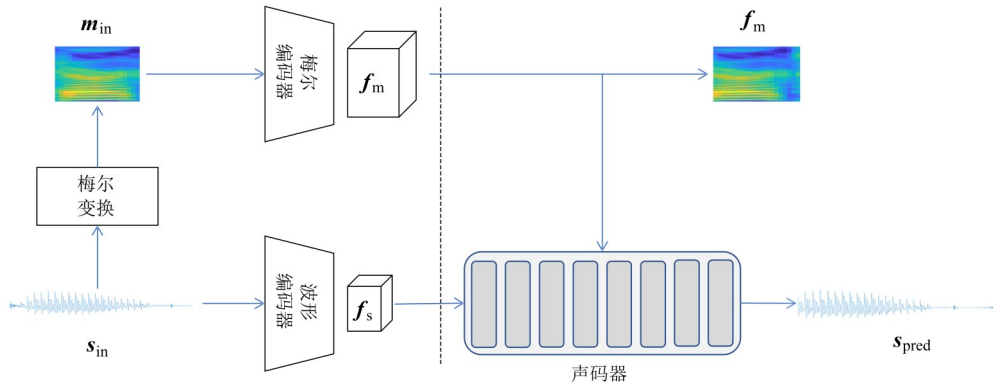 m_in
f_m
梅尔
编码器
f_m
梅尔
变换
波形
编码器
f_s
s_in
s_pred
声码器